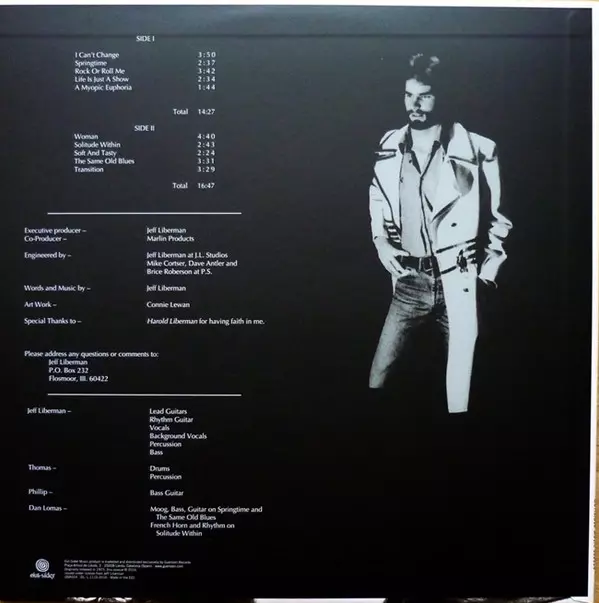 SIDE I
I Can't Change 3:50
Springtime 2:37
Rock Or Roll Me 3:42
Life Is Just A Show 2:34
A Myopic Euphoria 1:44
Total 14:27
SIDE II
Woman 4:40
Solitude Within 2:43
Soft And Tasty 2:24
The Same Old Blues 3:31
Transition 3:29
Total 16:47
Executive producer – Jeff Liberman
Co-Producer – Marlin Products
Engineered by – Jeff Liberman at J.L. Studios
Mike Cortser, Dave Antler and
Brice Roberson at P.S.
Words and Music by – Jeff Liberman
Art Work – Connie Lewan
Special Thanks to – Harold Liberman for having faith in me.
Please address any questions or comments to:
Jeff Liberman
P.O. Box 232
Flosmoor, Ill. 60422
Jeff Liberman – Lead Guitars
Rhythm Guitar
Vocals
Background Vocals
Percussion
Bass
Thomas – Drums
Percussion
Phillip – Bass Guitar
Dan Lomas – Moog, Bass, Guitar on Springtime and
The Same Old Blues
French Horn and Rhythm on
Solitude Within